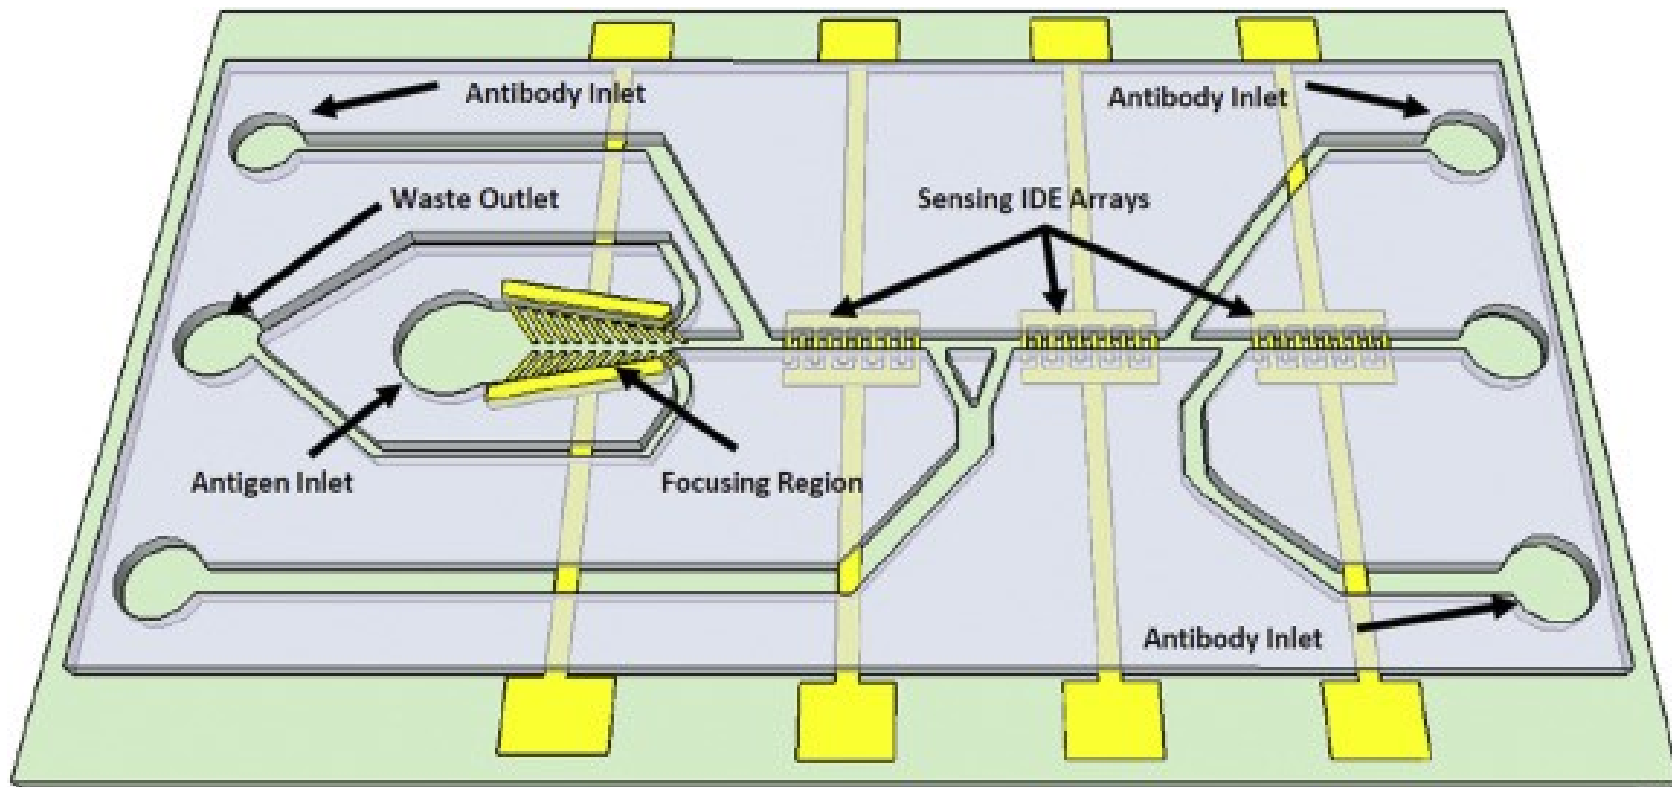 Antibody Inlet
Antibody Inlet
Waste Outlet
Sensing IDE Arrays
Antigen Inlet
Focusing Region
Antibody Inlet